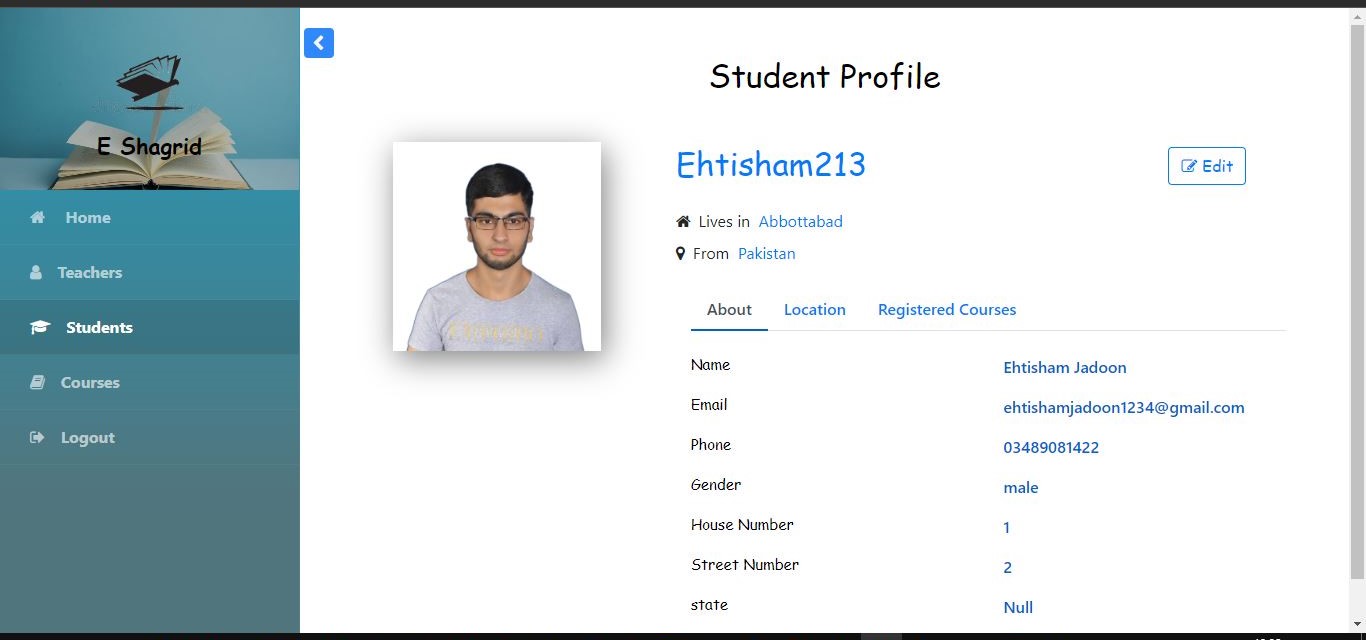 E Shagrid
Home
Teachers
Students
Courses
Logout
Student Profile
Ehtisham213
Edit
Lives in Abbottabad
From Pakistan
About Location Registered Courses
Name Ehtisham Jadoon
Email ehtishamjadoon1234@gmail.com
Phone 03489081422
Gender male
House Number 1
Street Number 2
state Null